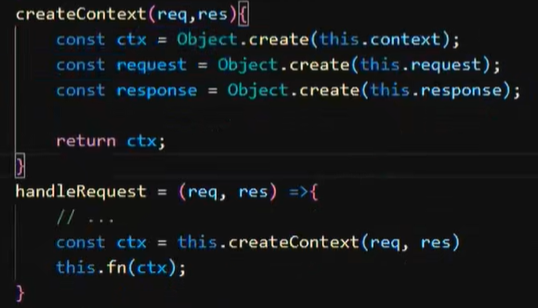 createContext(req,res){
    const ctx = Object.create(this.context);
    const request = Object.create(this.request);
    const response = Object.create(this.response);

    return ctx;
}
handleRequest = (req, res) =>{
    // ...
    const ctx = this.createContext(req, res)
    this.fn(ctx);
}